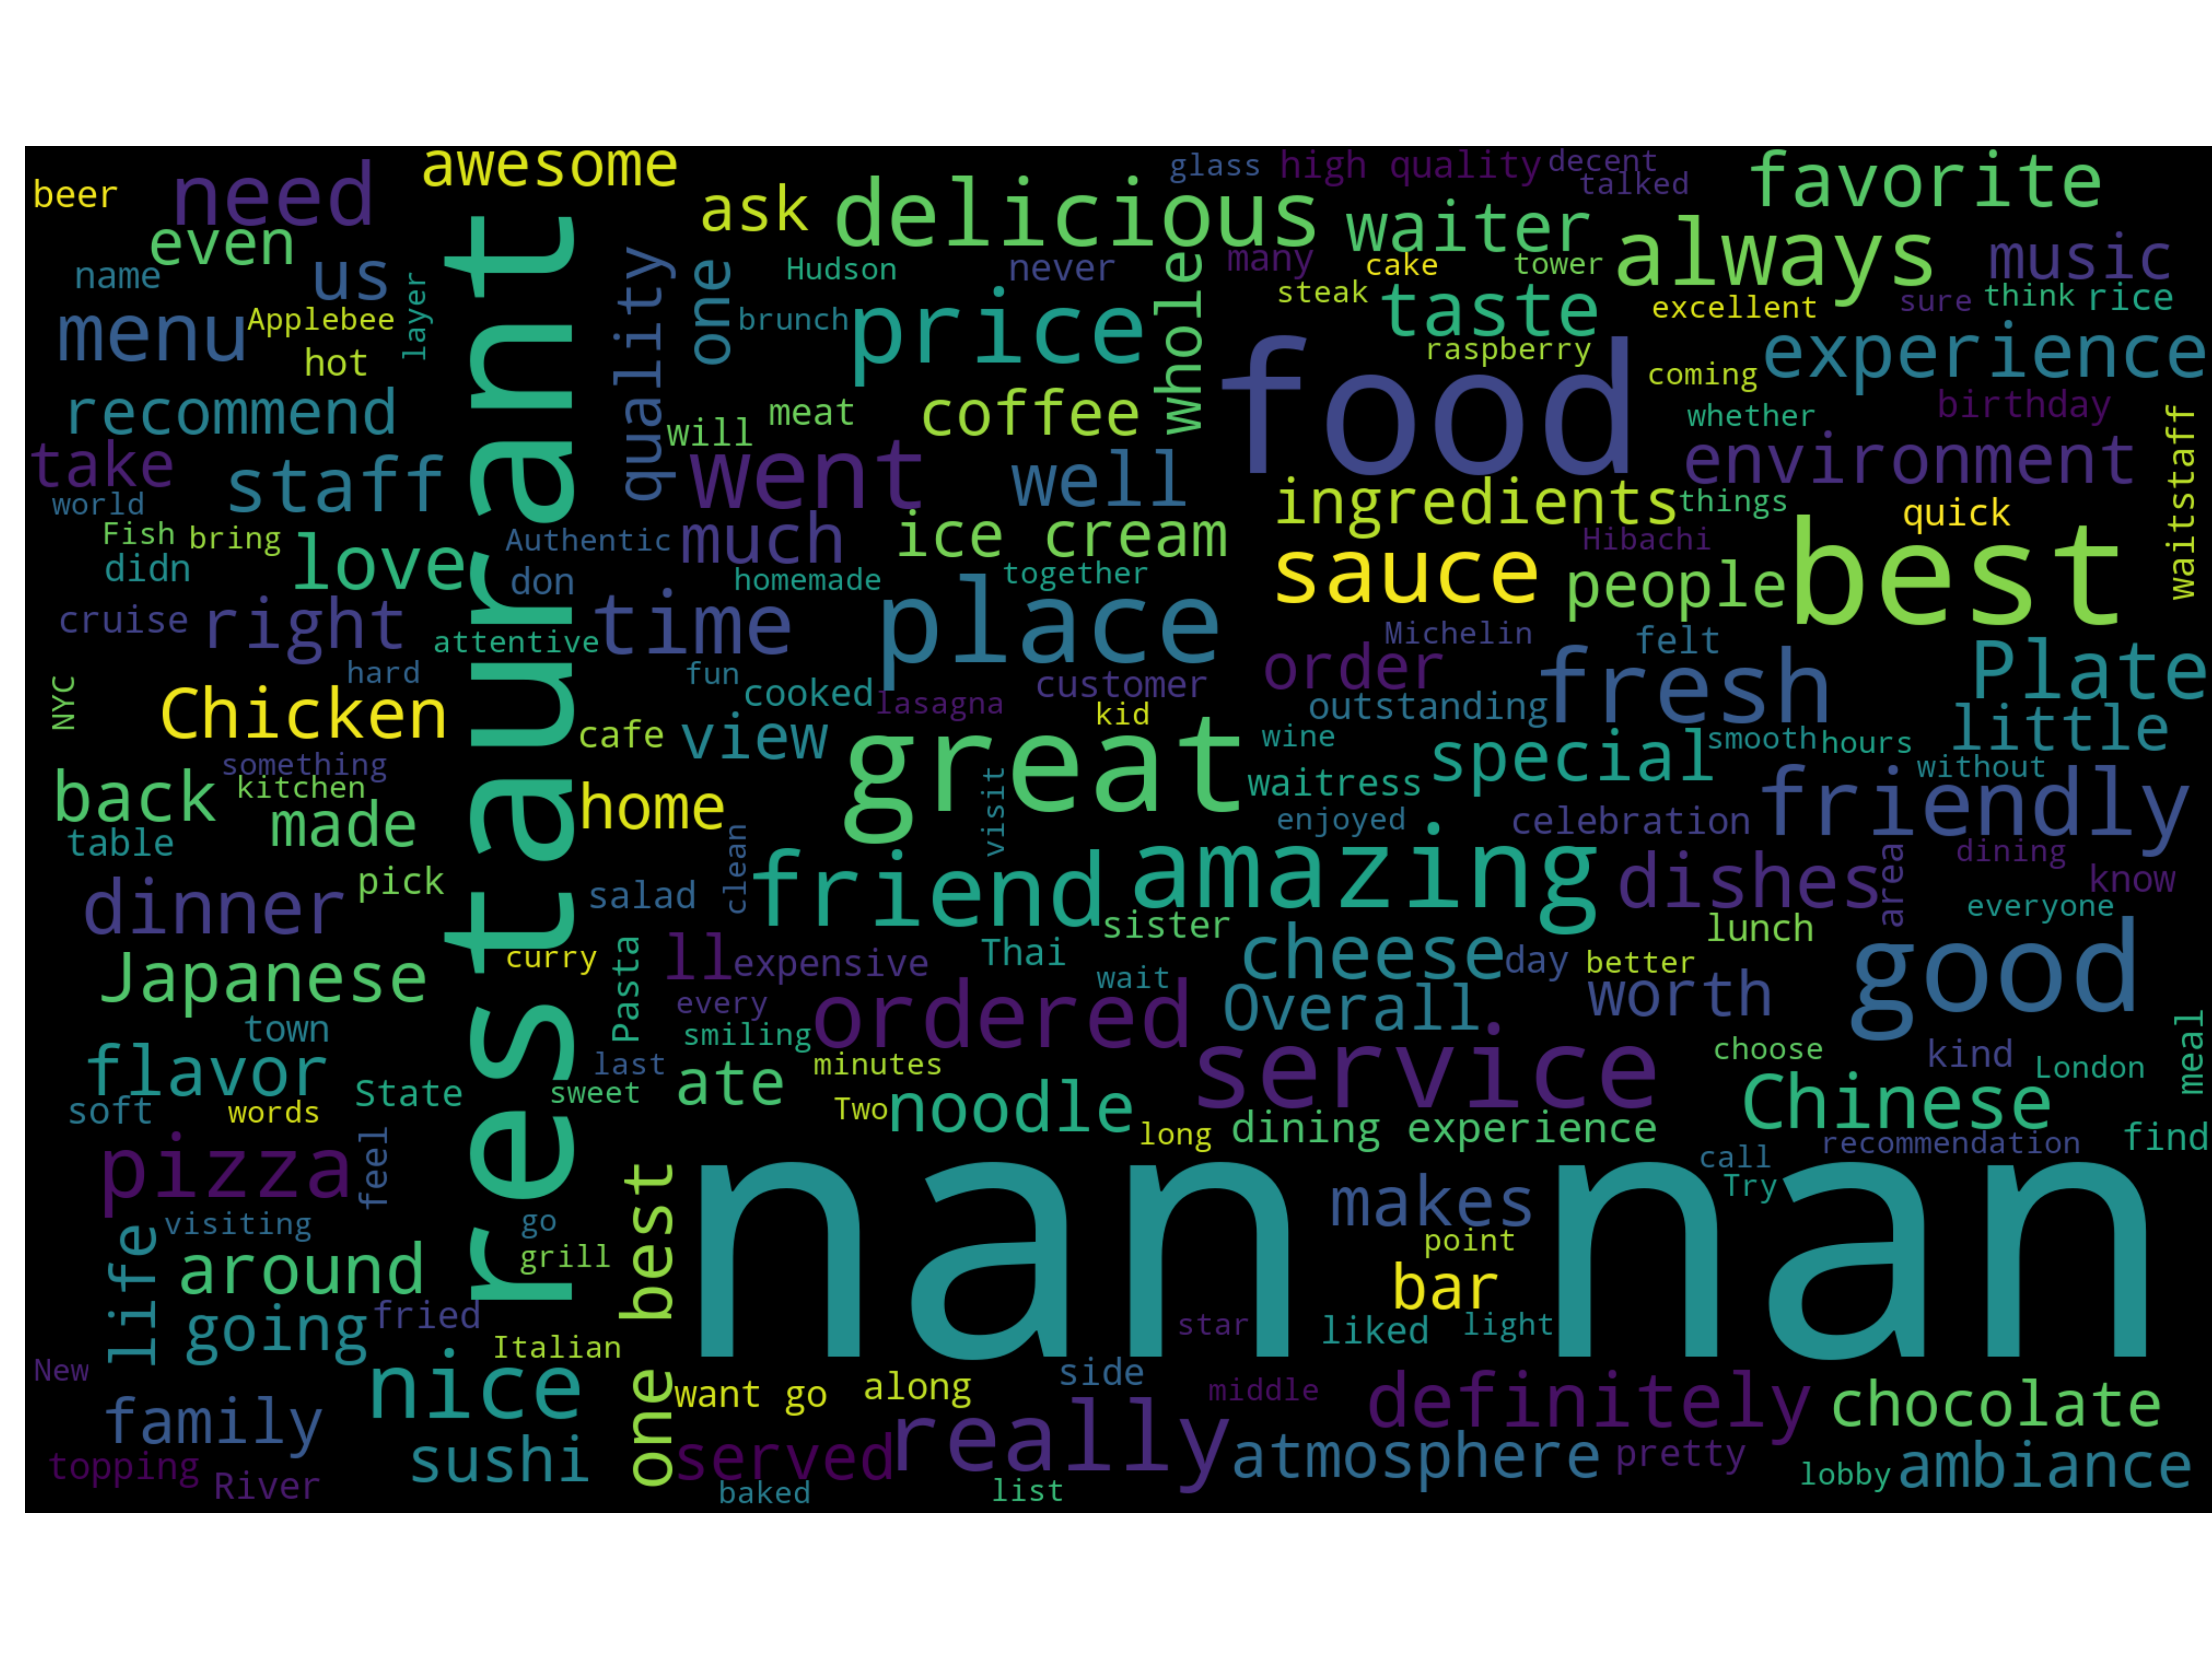 beer
need
awesome
ask
delicious
glass
high quality
decent
talked
favorite
even
name
us
layer
restaurant
quality
one
Hudson
never
whole
waiter
many
cake
tower
always
music
menu
Applebee
hot
brunch
price
steak
taste
raspberry
excellent
sure
think
rice
food
coming
experience
recommend
will
meat
coffee
whether
birthday
waitstaff
take
world
staff
went
well
environment
ingredients
things
quick
Fish
bring
didn
love
Authentic
don
much
ice cream
homemade
together
sauce
Hibachi
people
best
cruise
right
attentive
time
place
Michelin
felt
order
NYC
hard
fun
cooked
lasagna
customer
kid
outstanding
fresh
Plate
Chicken
cafe
view
wine
special
smooth
hours
little
something
back
kitchen
made
table
home
great
visit
waitress
without
enjoyed
celebration
friendly
dinner
pick
salad
clean
friend
amazing
sister
dishes
area
dining
know
everyone
lunch
Japanese
curry
Pasta
ll
expensive
Thai
wait
cheese
day
better
worth
good
town
every
smiling
ordered
Overall
flavor
State
last
sweet
ate
minutes
service
choose
kind
London
meal
soft
words
Two
noodle
long
dining experience
Chinese
recommendation
find
pizza
feel
one best
nan nan
makes
call
Try
life
visiting
go
grill
point
around
going
fried
bar
star
liked
light
New
Italian
nice
want go
along
side
middle
definitely
chocolate
family
sushi
served
really
atmosphere
pretty
lobby
ambiance
topping
River
baked
list